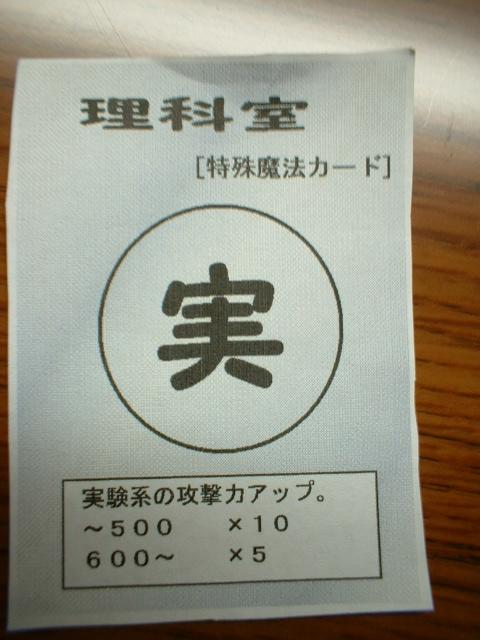 理科室
[特殊魔法カード]
実
実験系の攻撃力アップ。
～500 ×10
600～ ×5